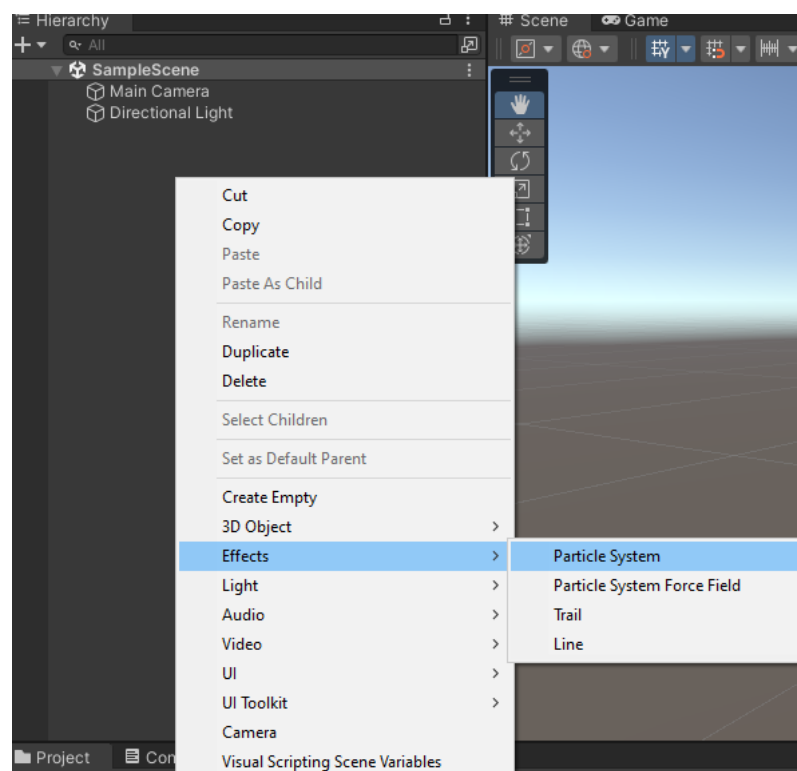 Hierarchy
Scene
Game
All
SampleScene
Main Camera
Directional Light
Cut
Copy
Paste
Paste As Child
Rename
Duplicate
Delete
Select Children
Set as Default Parent
Create Empty
3D Object
Effects
Particle System
Light
Particle System Force Field
Audio
Trail
Video
Line
UI
UI Toolkit
Camera
Visual Scripting Scene Variables
Project
Con